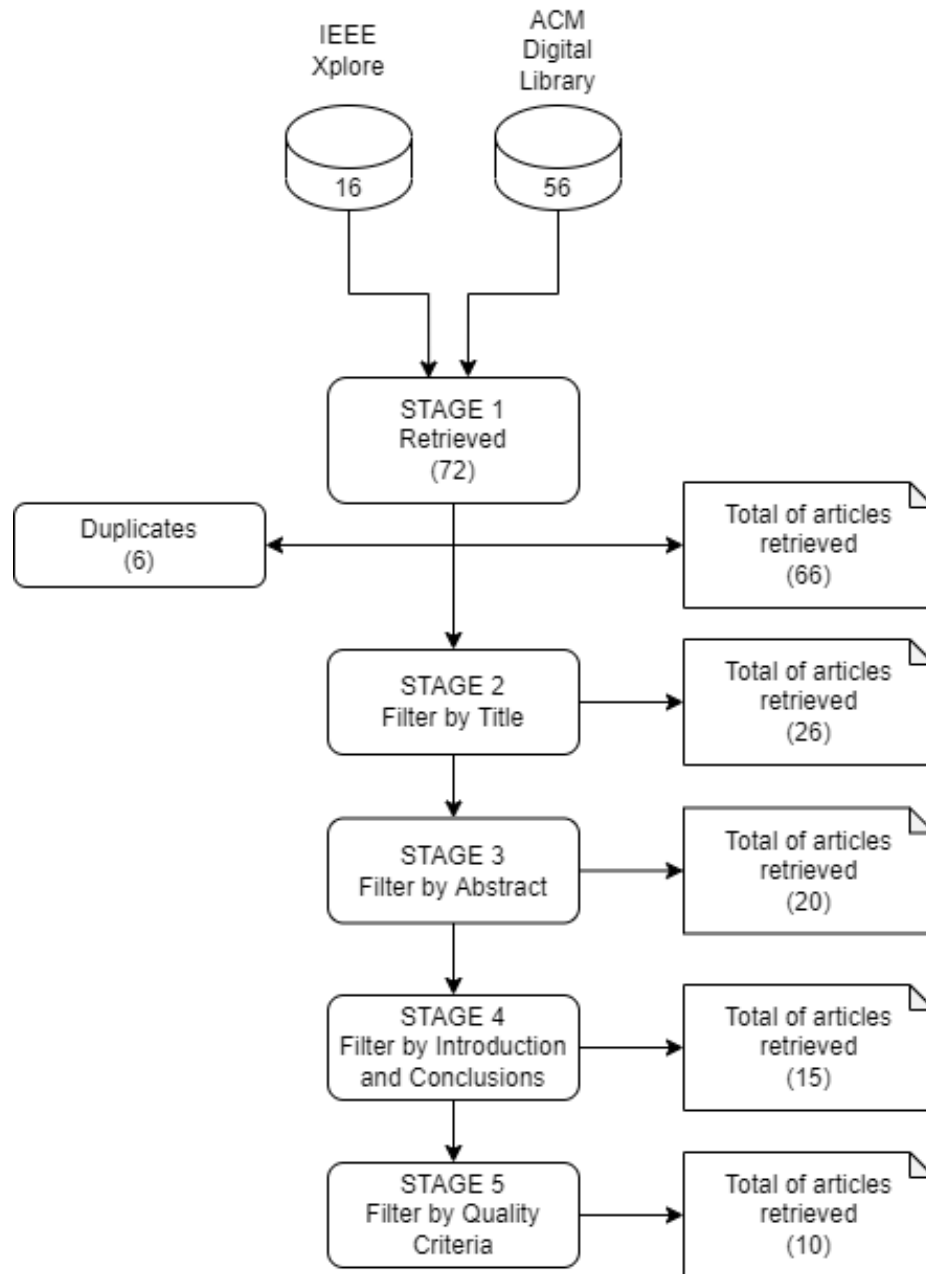 IEEE
Xplore
ACM
Digital
Library
16
56
STAGE 1
Retrieved
(72)
Duplicates
(6)
Total of articles
retrieved
(66)
STAGE 2
Filter by Title
Total of articles
retrieved
(26)
STAGE 3
Filter by Abstract
Total of articles
retrieved
(20)
STAGE 4
Filter by Introduction
and Conclusions
Total of articles
retrieved
(15)
STAGE 5
Filter by Quality
Criteria
Total of articles
retrieved
(10)